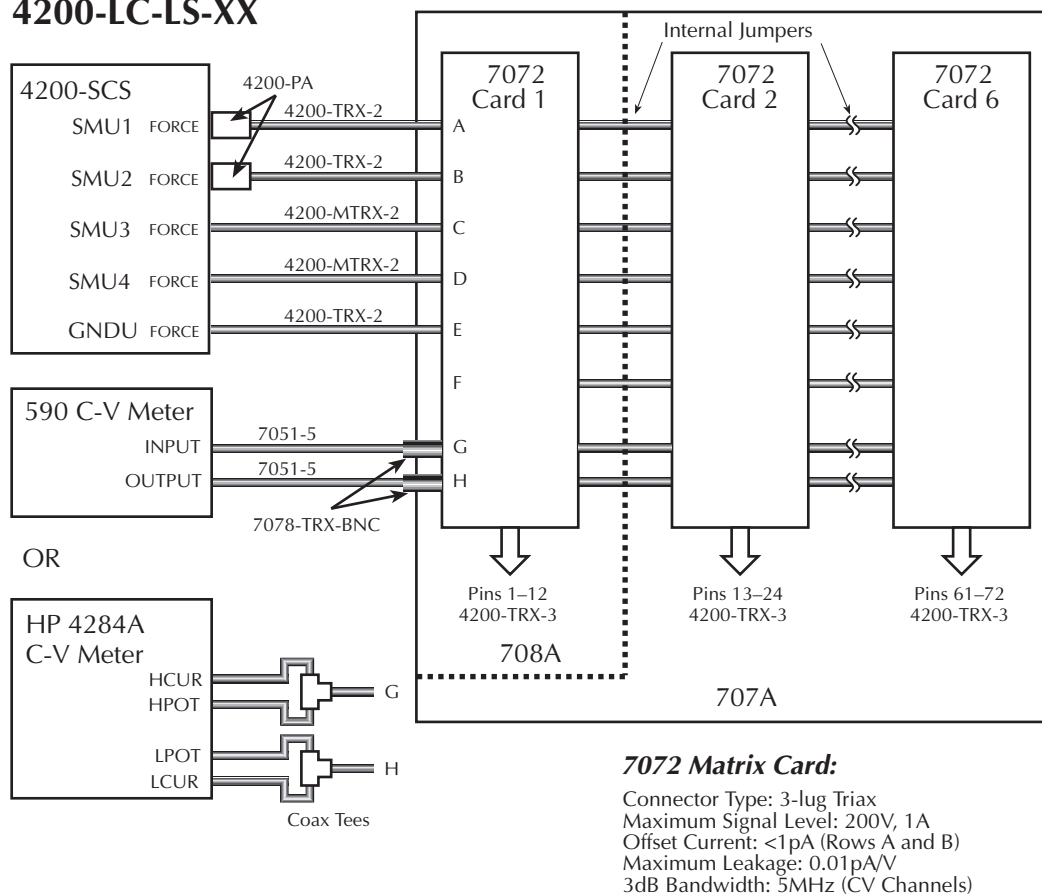 4200-LC-LS-XX
Internal Jumpers
4200-SCS
4200-PA
SMU1 FORCE
4200-TRX-2
SMU2 FORCE
4200-TRX-2
SMU3 FORCE
4200-MTRX-2
SMU4 FORCE
4200-MTRX-2
GNDU FORCE
4200-TRX-2
7072
Card 1
A
B
C
D
E
F
G
H
7072
Card 2
7072
Card 6
590 C-V Meter
INPUT
7051-5
OUTPUT
7051-5
7078-TRX-BNC
Pins 1–12
4200-TRX-3
Pins 13–24
4200-TRX-3
Pins 61–72
4200-TRX-3
708A
707A
OR
HP 4284A
C-V Meter
HCUR
HPOT
G
LPOT
LCUR
H
Coax Tees
7072 Matrix Card:
Connector Type: 3-lug Triax
Maximum Signal Level: 200V, 1A
Offset Current: <1pA (Rows A and B)
Maximum Leakage: 0.01pA/V
3dB Bandwidth: 5MHz (CV Channels)